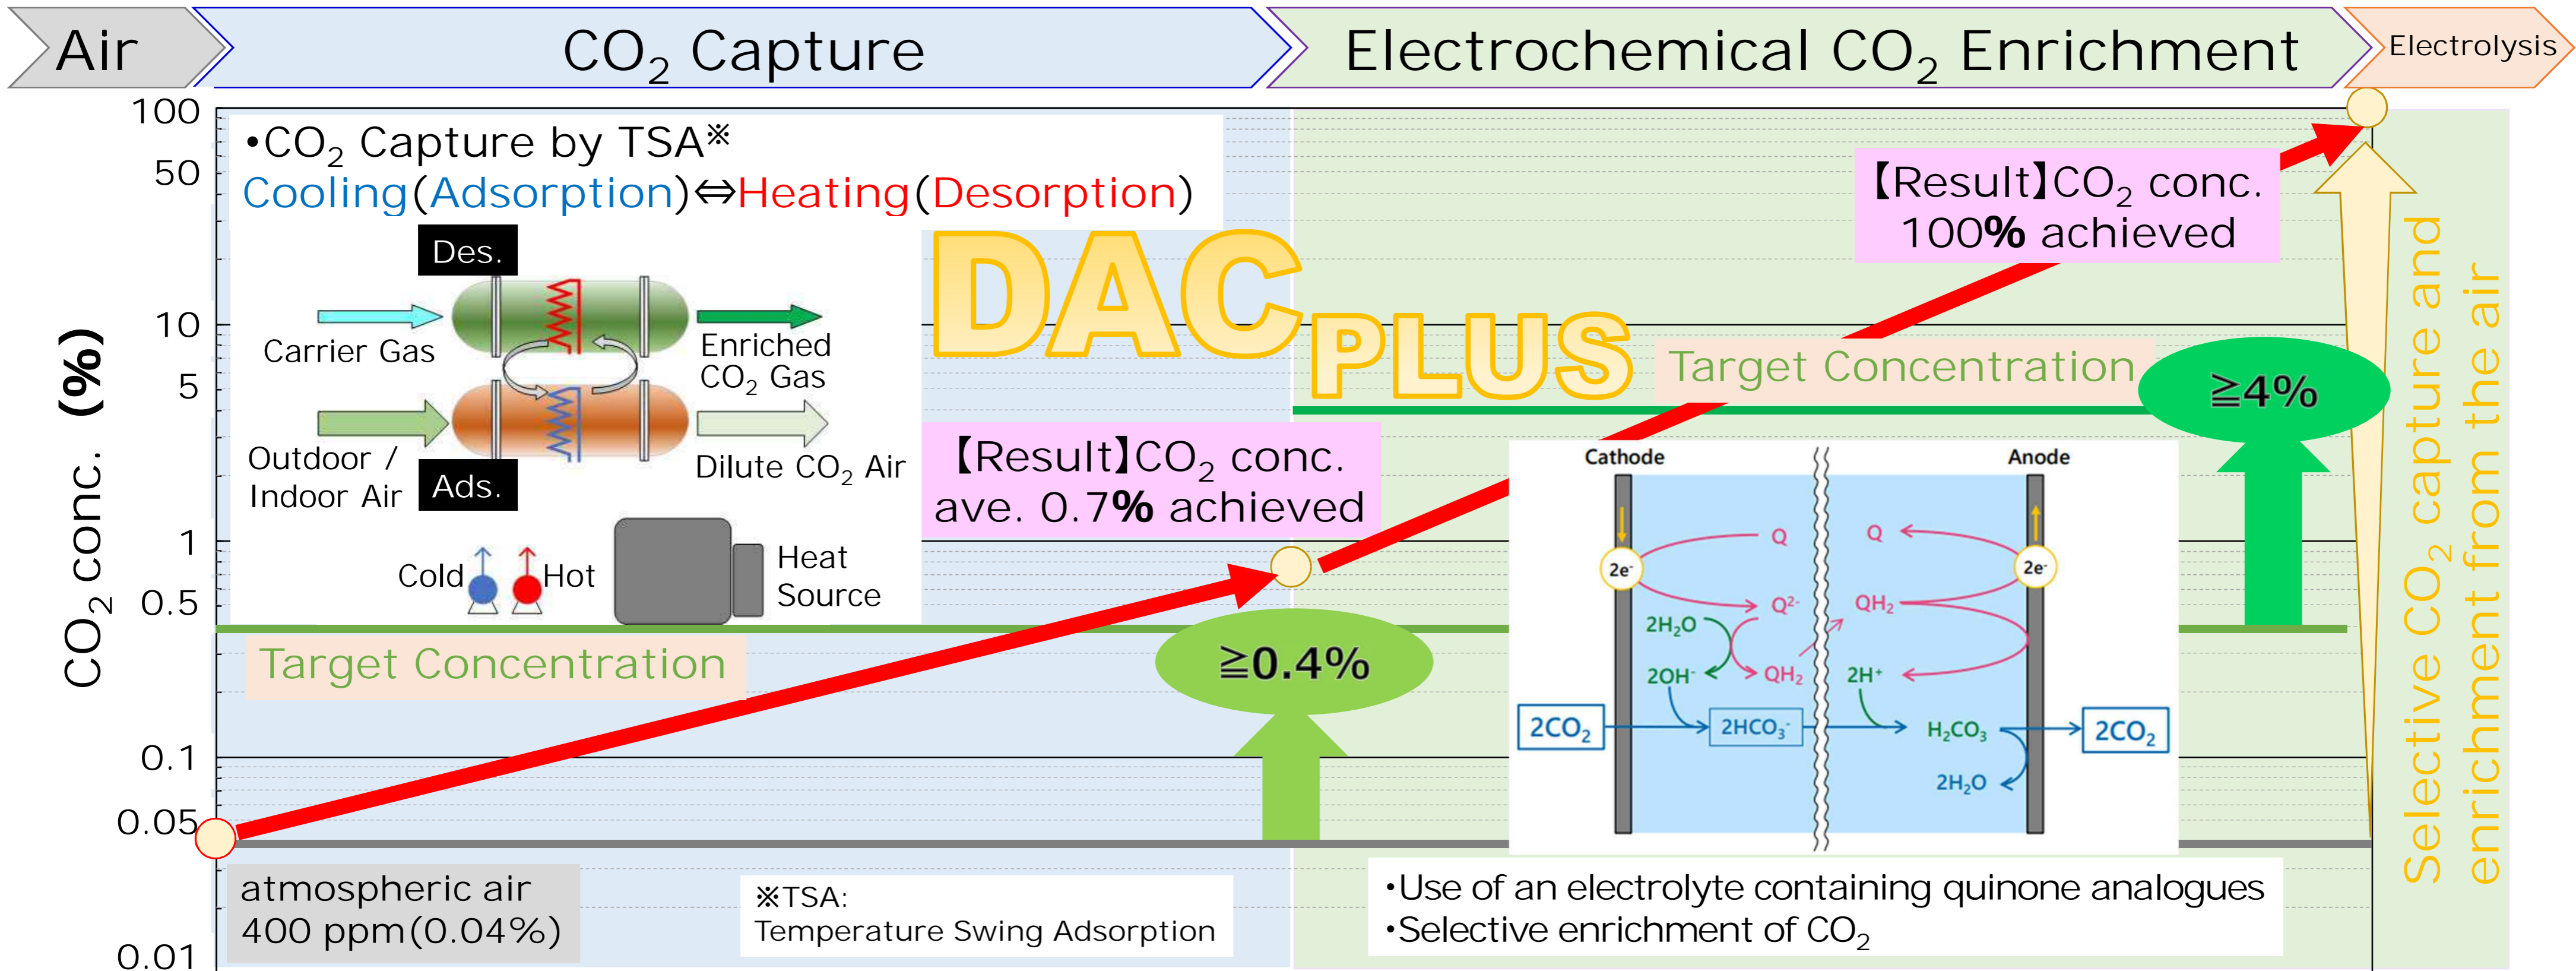 Air
CO₂ Capture
Electrochemical CO₂ Enrichment
Electrolysis
CO₂ conc. (%)
100
50
10
5
1
0.5
0.1
0.05
0.01
•CO₂ Capture by TSA※
Cooling(Adsorption)⇔Heating(Desorption)
Des.
Carrier Gas
Enriched
CO₂ Gas
Outdoor /
Indoor Air
Ads.
Dilute CO₂ Air
Cold
Hot
Heat
Source
DAC PLUS
【Result】CO₂ conc.
100% achieved
Target Concentration
≧4%
【Result】CO₂ conc.
ave. 0.7% achieved
Target Concentration
≧0.4%
Cathode
Anode
2e⁻
Q
Q
2e⁻
Q²⁻
QH₂
2H₂O
2OH⁻
QH₂
2H⁺
2CO₂
2HCO₃⁻
H₂CO₃
2CO₂
2H₂O
Selective CO₂ capture and
enrichment from the air
atmospheric air
400 ppm(0.04%)
※TSA:
Temperature Swing Adsorption
•Use of an electrolyte containing quinone analogues
•Selective enrichment of CO₂